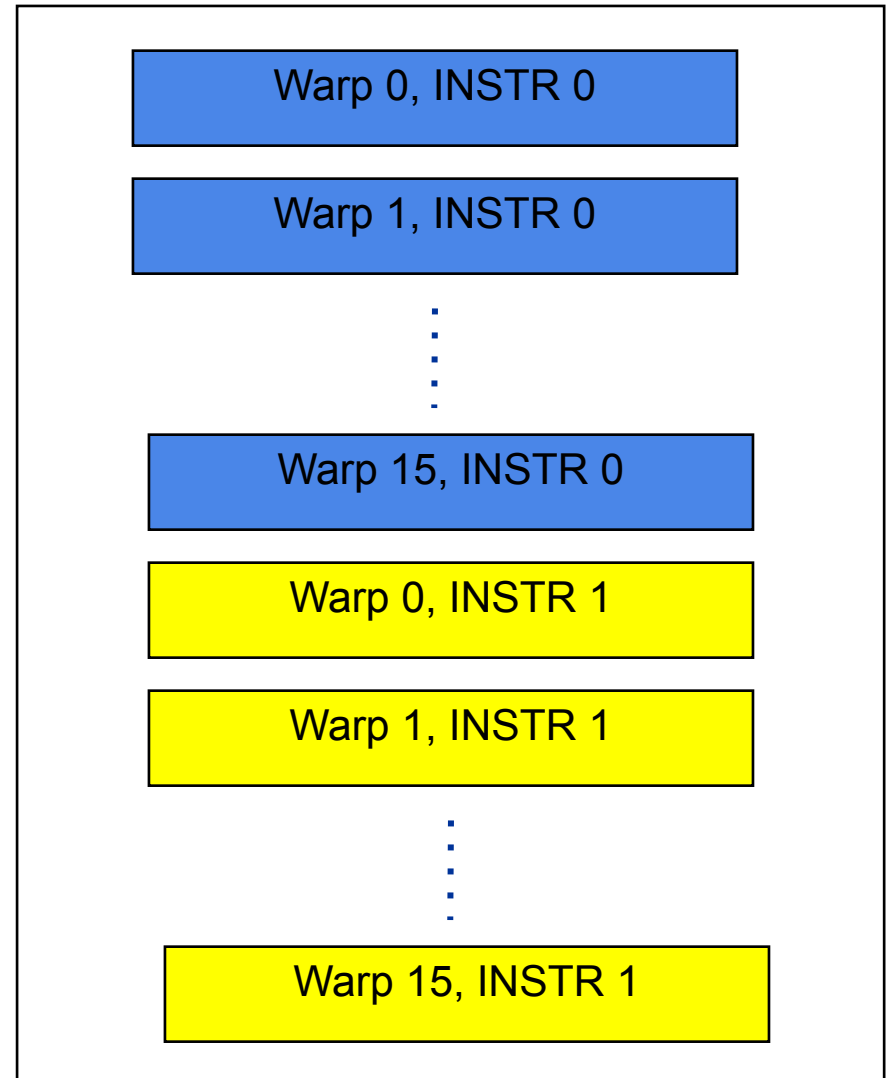 Warp 0, INSTR 0
Warp 1, INSTR 0
Warp 15, INSTR 0
Warp 0, INSTR 1
Warp 1, INSTR 1
Warp 15, INSTR 1